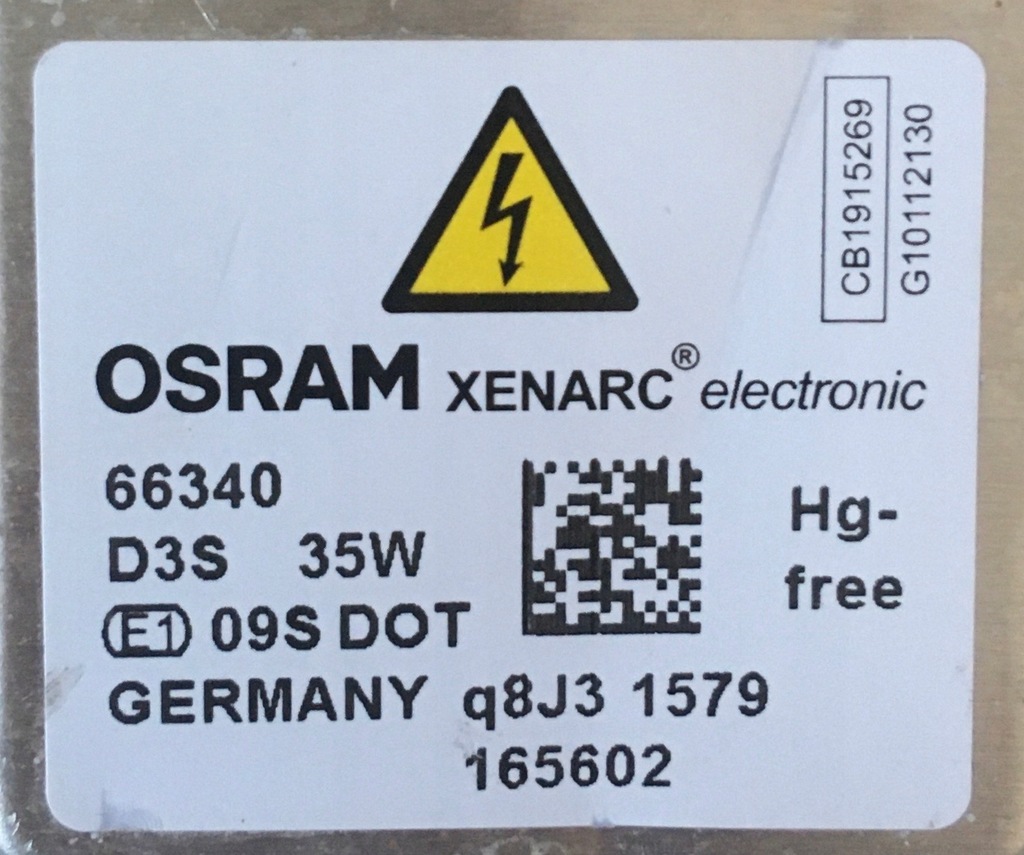 CB1915269
G10112130
OSRAM XENARC® electronic
66340
D3S 35W
E1 09S DOT
GERMANY q8J3 1579
165602
Hg-
free